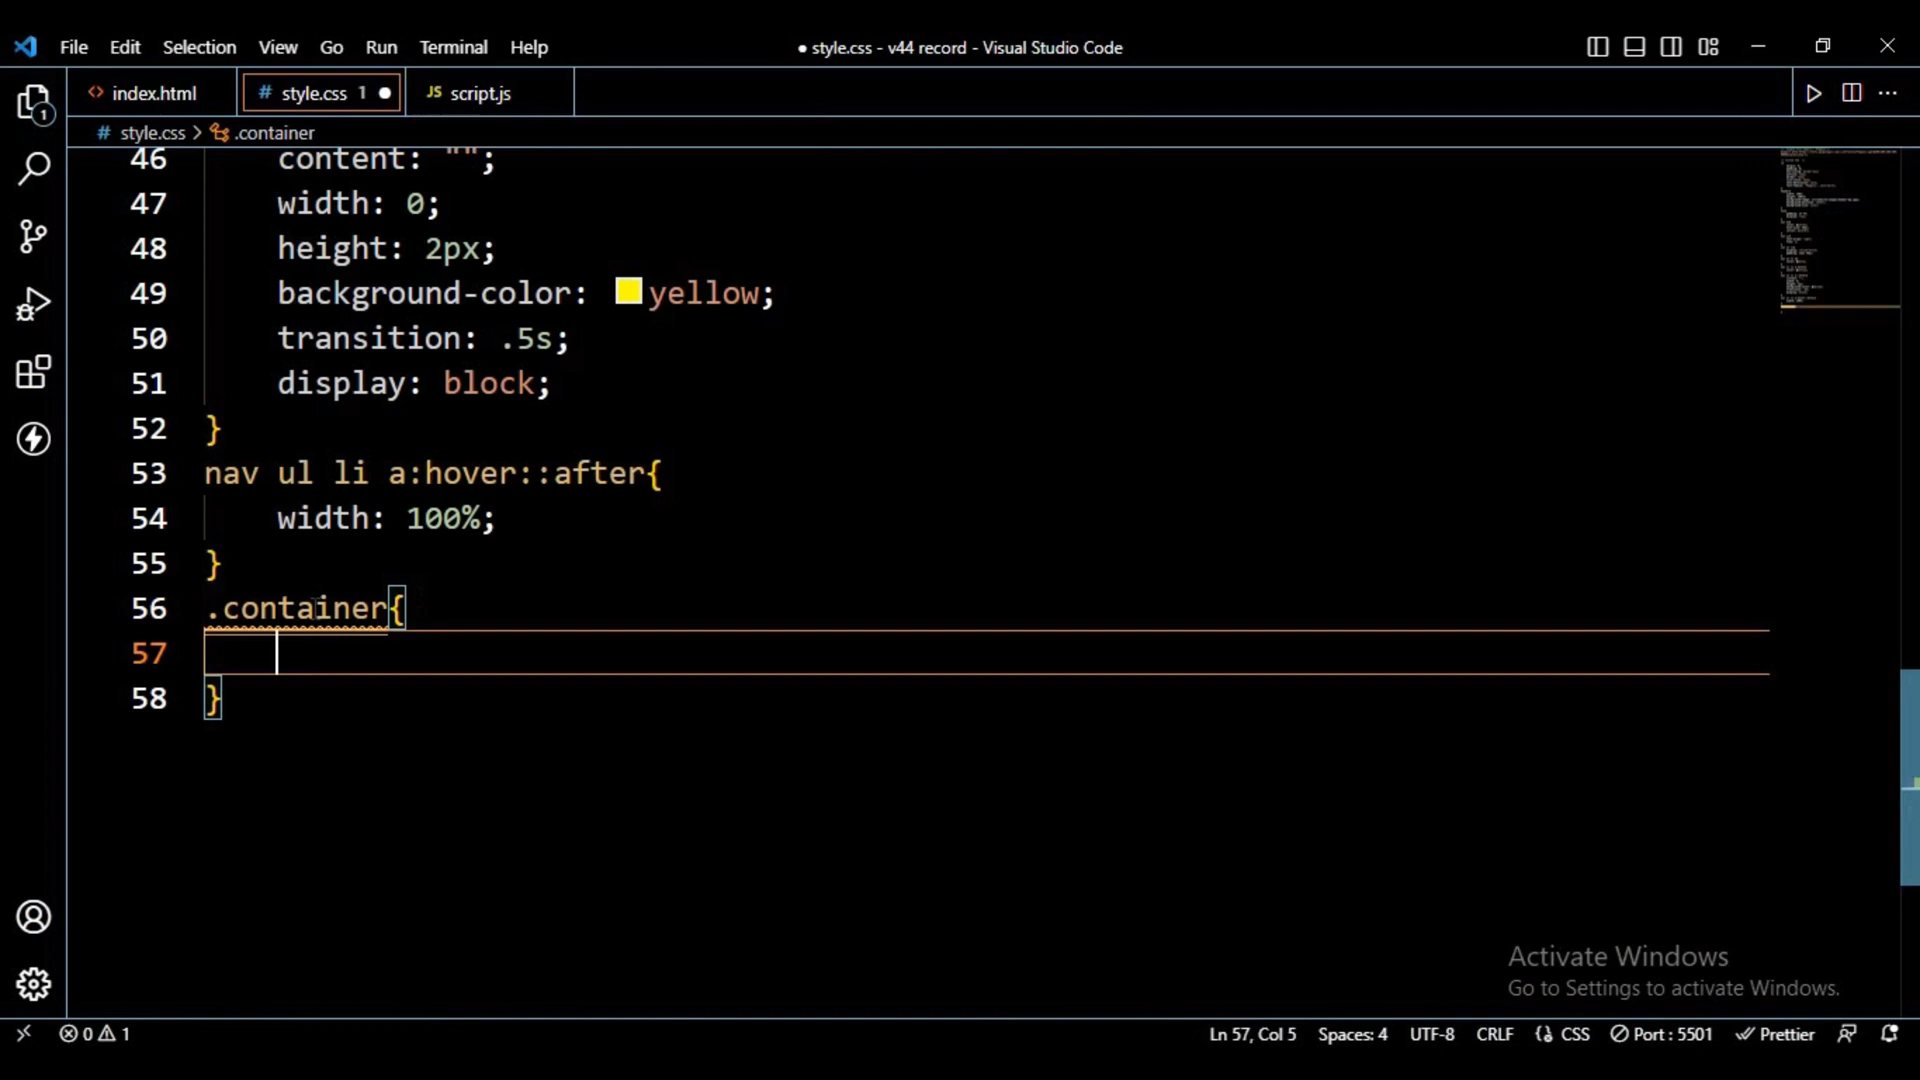 File Edit Selection View Go Run Terminal Help
● style.css - v44 record - Visual Studio Code
<> index.html
# style.css 1 ●
JS script.js
# style.css > .container
46 content: "";
47 width: 0;
48 height: 2px;
49 background-color: yellow;
50 transition: .5s;
51 display: block;
52 }
53 nav ul li a:hover::after{
54 width: 100%;
55 }
56 .container{
57
58 }
1
Activate Windows
Go to Settings to activate Windows.
0 1
Ln 57, Col 5 Spaces: 4 UTF-8 CRLF {} CSS Port : 5501 Prettier